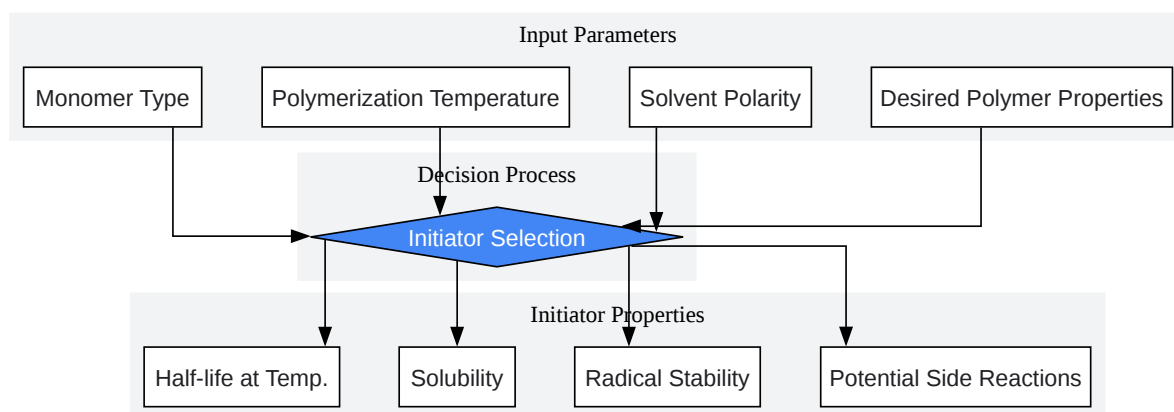 Input Parameters
Monomer Type
Polymerization Temperature
Solvent Polarity
Desired Polymer Properties
Decision Process
Initiator Selection
Initiator Properties
Half-life at Temp.
Solubility
Radical Stability
Potential Side Reactions